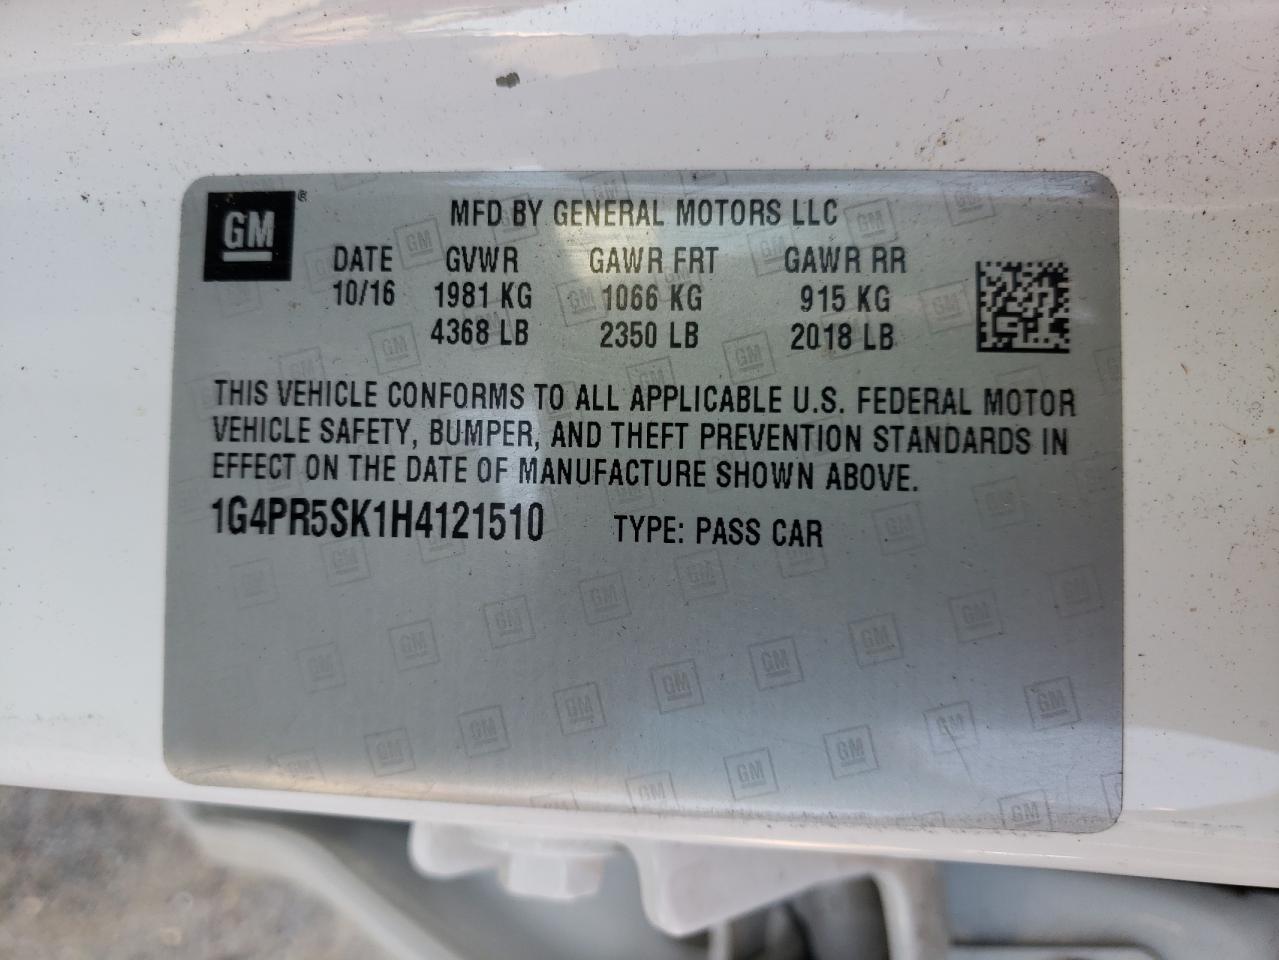 GM ®
MFD BY GENERAL MOTORS LLC
DATE GVWR GAWR FRT GAWR RR
10/16 1981 KG 1066 KG 915 KG
4368 LB 2350 LB 2018 LB
THIS VEHICLE CONFORMS TO ALL APPLICABLE U.S. FEDERAL MOTOR
VEHICLE SAFETY, BUMPER, AND THEFT PREVENTION STANDARDS IN
EFFECT ON THE DATE OF MANUFACTURE SHOWN ABOVE.
1G4PR5SK1H4121510 TYPE: PASS CAR